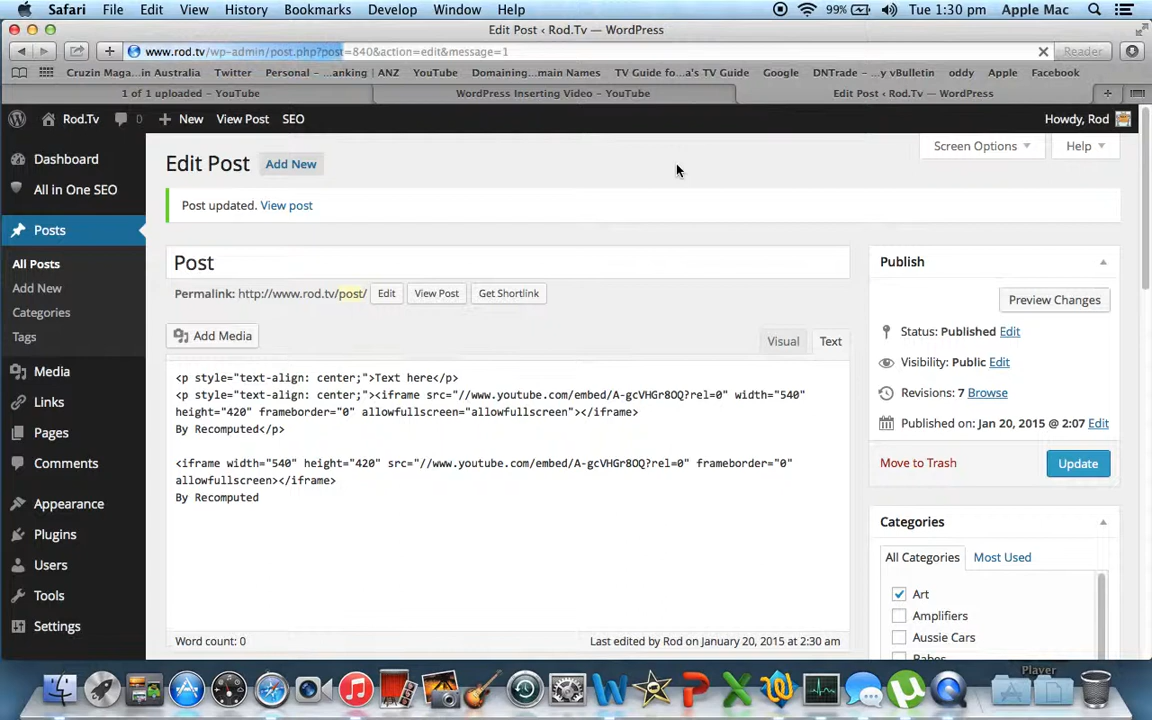 Safari File Edit View History Bookmarks Develop Window Help 99% Tue 1:30 pm Apple Mac
Edit Post ‹ Rod.Tv — WordPress
www.rod.tv/wp-admin/post.php?post=840&action=edit&message=1 Reader
Cruzin Maga...n Australia Twitter Personal – ...anking | ANZ YouTube Domaining...main Names TV Guide fo...a's TV Guide Google DNTrade – ...y vBulletin oddy Apple Facebook
1 of 1 uploaded – YouTube WordPress Inserting Video – YouTube Edit Post ‹ Rod.Tv — WordPress
Rod.Tv 0 New View Post SEO Howdy, Rod
Dashboard
All in One SEO
Posts
All Posts
Add New
Categories
Tags
Media
Links
Pages
Comments
Appearance
Plugins
Users
Tools
Settings
Screen Options Help
Edit Post Add New
Post updated. View post
Post
Permalink: http://www.rod.tv/post/ Edit View Post Get Shortlink
Add Media
Visual Text
<p style="text-align: center;">Text here</p>
<p style="text-align: center;"><iframe src="//www.youtube.com/embed/A-gcVHGr8OQ?rel=0" width="540"
height="420" frameborder="0" allowfullscreen="allowfullscreen"></iframe>
By Recomputed</p>
<iframe width="540" height="420" src="//www.youtube.com/embed/A-gcVHGr8OQ?rel=0" frameborder="0"
allowfullscreen></iframe>
By Recomputed
Word count: 0 Last edited by Rod on January 20, 2015 at 2:30 am
Publish
Preview Changes
Status: Published Edit
Visibility: Public Edit
Revisions: 7 Browse
Published on: Jan 20, 2015 @ 2:07 Edit
Move to Trash Update
Categories
All Categories Most Used
Art
Amplifiers
Aussie Cars
Babes
Player